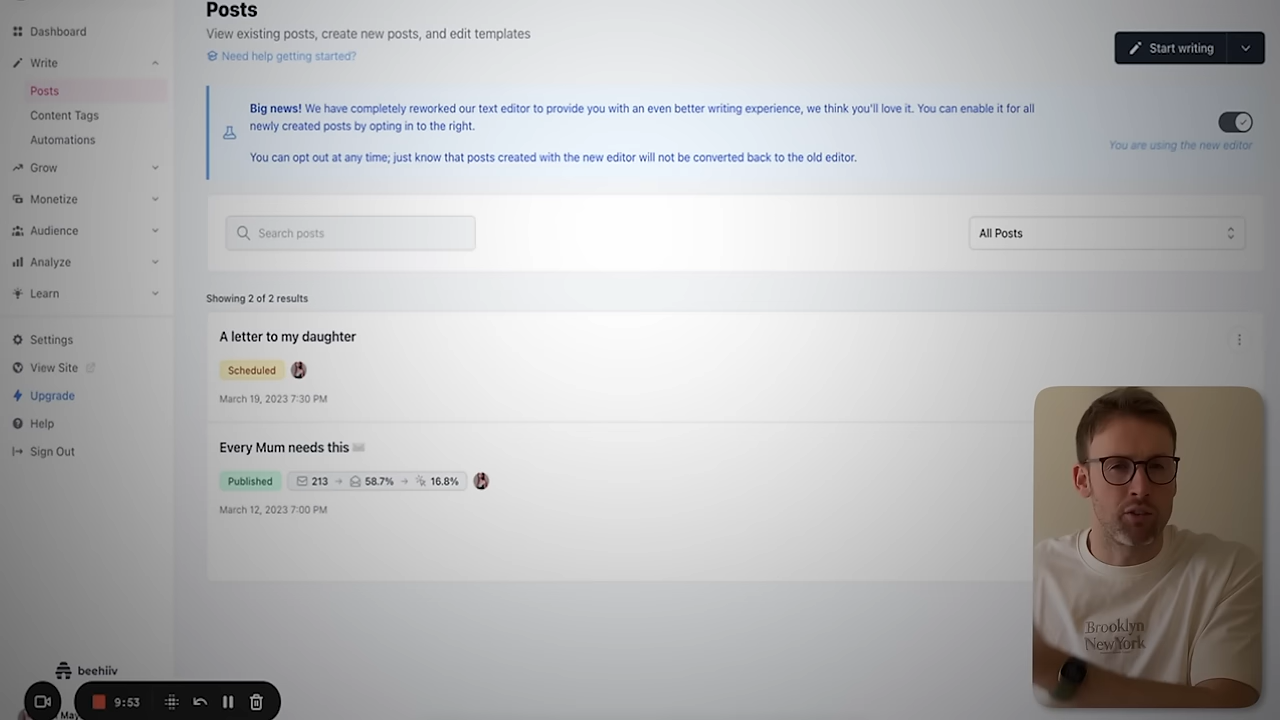 Posts
View existing posts, create new posts, and edit templates
Need help getting started?
Start writing
Dashboard
Write
Posts
Content Tags
Automations
Grow
Monetize
Audience
Analyze
Learn
Settings
View Site
Upgrade
Help
Sign Out
Big news! We have completely reworked our text editor to provide you with an even better writing experience, we think you'll love it. You can enable it for all
newly created posts by opting in to the right.
You can opt out at any time; just know that posts created with the new editor will not be converted back to the old editor.
You are using the new editor
Search posts
All Posts
Showing 2 of 2 results
A letter to my daughter
Scheduled
March 19, 2023 7:30 PM
Every Mum needs this
Published
213 → 58.7% → 16.8%
March 12, 2023 7:00 PM
beehiiv
9:53
May
Brooklyn
New York